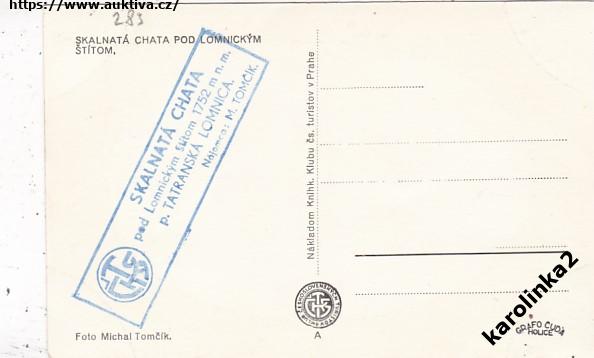 https://www.auktiva.cz/
283
SKALNATÁ CHATA POD LOMNICKÝM
ŠTÍTOM,
SKALNATÁ CHATA
pod Lomnickým štítom 1752 m n. m.
p. TATRANSKÁ LOMNICA.
Nájomca: M. TOMČÍK.
Nákladom Knihk. Klubu čs. turistov v Prahe
A
Foto Michal Tomčík.
GRAFO ČUDA
HOLICE
karolinka2